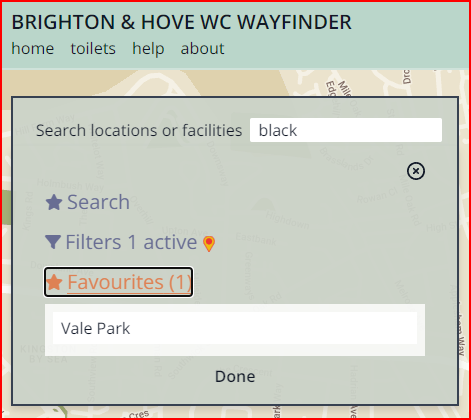 BRIGHTON & HOVE WC WAYFINDER
home toilets help about
Search locations or facilities black
Search
Filters 1 active
Favourites (1)
Vale Park
Done
Cres